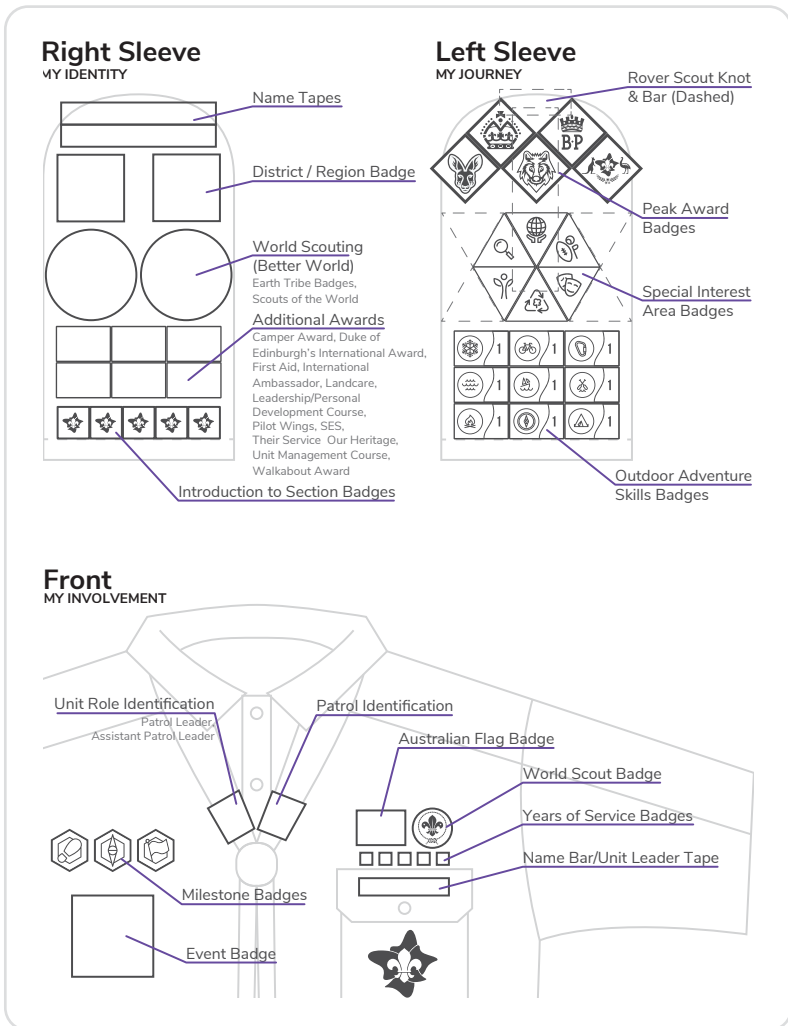 Right Sleeve
MY IDENTITY
Name Tapes
District / Region Badge
World Scouting
(Better World)
Earth Tribe Badges,
Scouts of the World
Additional Awards
Camper Award, Duke of
Edinburgh's International Award,
First Aid, International
Ambassador, Landcare,
Leadership/Personal
Development Course,
Pilot Wings, SES,
Their Service Our Heritage,
Unit Management Course,
Walkabout Award
Introduction to Section Badges
Left Sleeve
MY JOURNEY
Rover Scout Knot
& Bar (Dashed)
B·P
Peak Award
Badges
Special Interest
Area Badges
1 1 1
1 1 1
1 1 1
Outdoor Adventure
Skills Badges
Front
MY INVOLVEMENT
Unit Role Identification
Patrol Leader,
Assistant Patrol Leader
Patrol Identification
Australian Flag Badge
World Scout Badge
Years of Service Badges
Name Bar/Unit Leader Tape
Milestone Badges
Event Badge